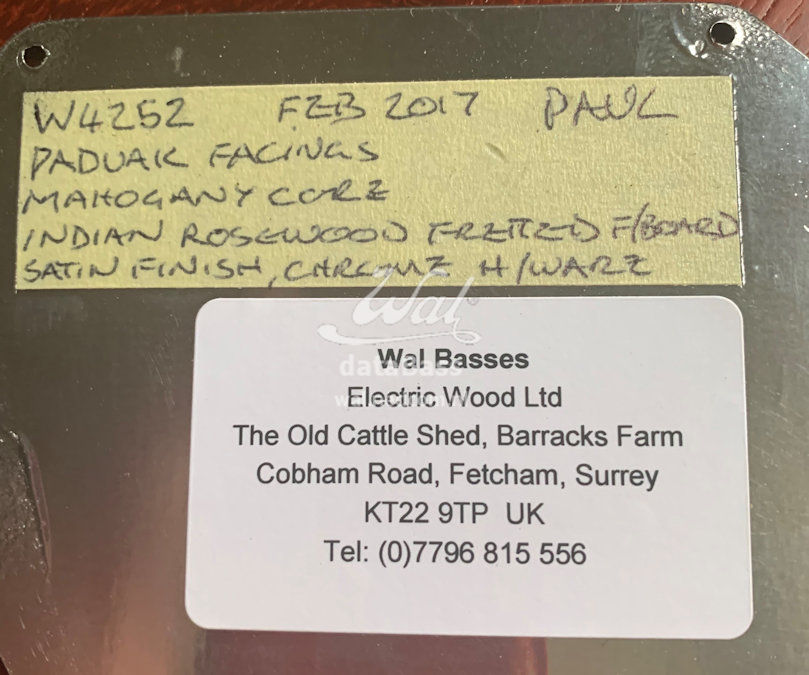 W4252 FEB 2017 PAUL
PADUAK FACINGS
MAHOGANY CORE
INDIAN ROSEWOOD FRETTED F/BOARD
SATIN FINISH, CHROME H/WARE
Wal
databass
Wal Basses
Electric Wood Ltd
The Old Cattle Shed, Barracks Farm
Cobham Road, Fetcham, Surrey
KT22 9TP UK
Tel: (0)7796 815 556